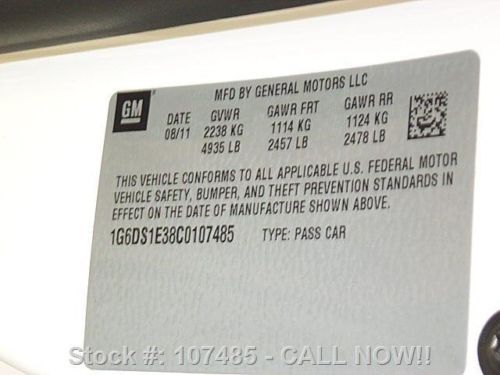 GM
MFD BY GENERAL MOTORS LLC
DATE GVWR GAWR FRT GAWR RR
08/11 2238 KG 1114 KG 1124 KG
4935 LB 2457 LB 2478 LB
THIS VEHICLE CONFORMS TO ALL APPLICABLE U.S. FEDERAL MOTOR
VEHICLE SAFETY, BUMPER, AND THEFT PREVENTION STANDARDS IN
EFFECT ON THE DATE OF MANUFACTURE SHOWN ABOVE.
1G6DS1E38C0107485 TYPE: PASS CAR
Stock #: 107485 - CALL NOW!!